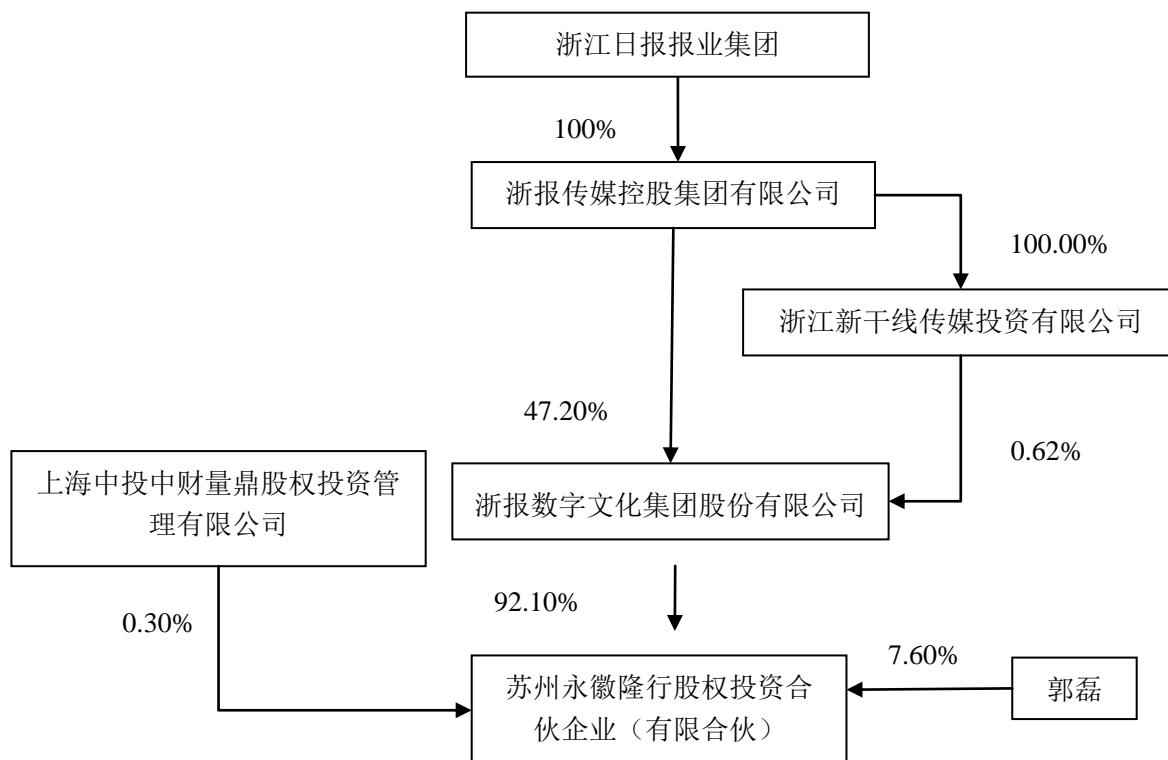 浙江日报报业集团
100%
浙报传媒控股集团有限公司
100.00%
浙江新干线传媒投资有限公司
47.20%
0.62%
上海中投中财量鼎股权投资管
理有限公司
浙报数字文化集团股份有限公司
92.10%
0.30%
7.60%
苏州永徽隆行股权投资合
伙企业（有限合伙）
郭磊